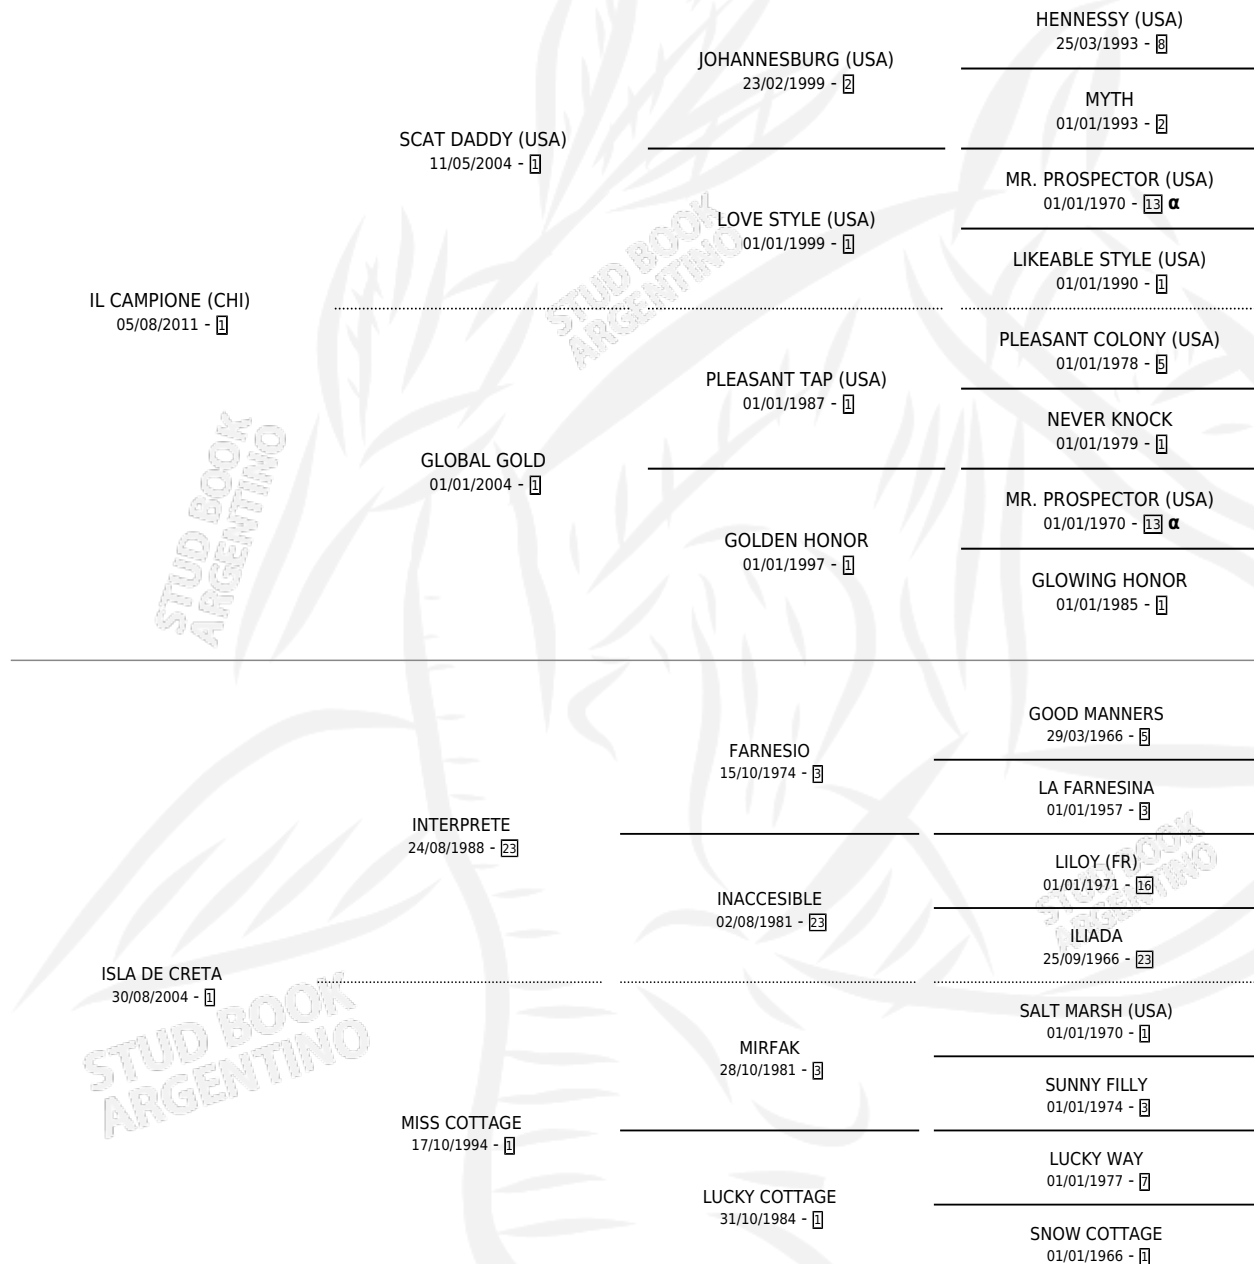 HENNESSY (USA)
25/03/1993 - 8
JOHANNESBURG (USA)
23/02/1999 - 2
MYTH
01/01/1993 - 2
SCAT DADDY (USA)
11/05/2004 - 1
MR. PROSPECTOR (USA)
01/01/1970 - 13 α
LOVE STYLE (USA)
01/01/1999 - 1
LIKEABLE STYLE (USA)
01/01/1990 - 1
IL CAMPIONE (CHI)
05/08/2011 - 1
PLEASANT COLONY (USA)
01/01/1978 - 5
PLEASANT TAP (USA)
01/01/1987 - 1
NEVER KNOCK
01/01/1979 - 1
GLOBAL GOLD
01/01/2004 - 1
MR. PROSPECTOR (USA)
01/01/1970 - 13 α
GOLDEN HONOR
01/01/1997 - 1
GLOWING HONOR
01/01/1985 - 1
GOOD MANNERS
29/03/1966 - 5
FARNESIO
15/10/1974 - 3
LA FARNESINA
01/01/1957 - 3
INTERPRETE
24/08/1988 - 23
LILOY (FR)
01/01/1971 - 16
INACCESIBLE
02/08/1981 - 23
ILIADA
25/09/1966 - 23
ISLA DE CRETA
30/08/2004 - 1
SALT MARSH (USA)
01/01/1970 - 1
MIRFAK
28/10/1981 - 3
SUNNY FILLY
01/01/1974 - 3
MISS COTTAGE
17/10/1994 - 1
LUCKY WAY
01/01/1977 - 7
LUCKY COTTAGE
31/10/1984 - 1
SNOW COTTAGE
01/01/1966 - 1
STUD BOOK
ARGENTINO
STUD BOOK
ARGENTINO
STUD BOOK
ARGENTINO
STUD BOOK
ARGENTINO